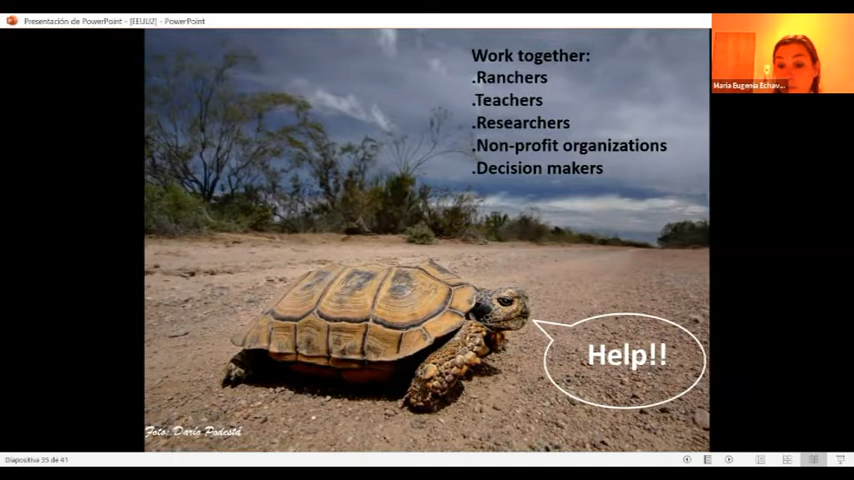 Presentación de PowerPoint - [EEUU2] - PowerPoint
Maria Eugenia Echav...
Work together:
.Ranchers
.Teachers
.Researchers
.Non-profit organizations
.Decision makers
Help!!
Foto: Darío Podestá
Diapositiva 35 de 41